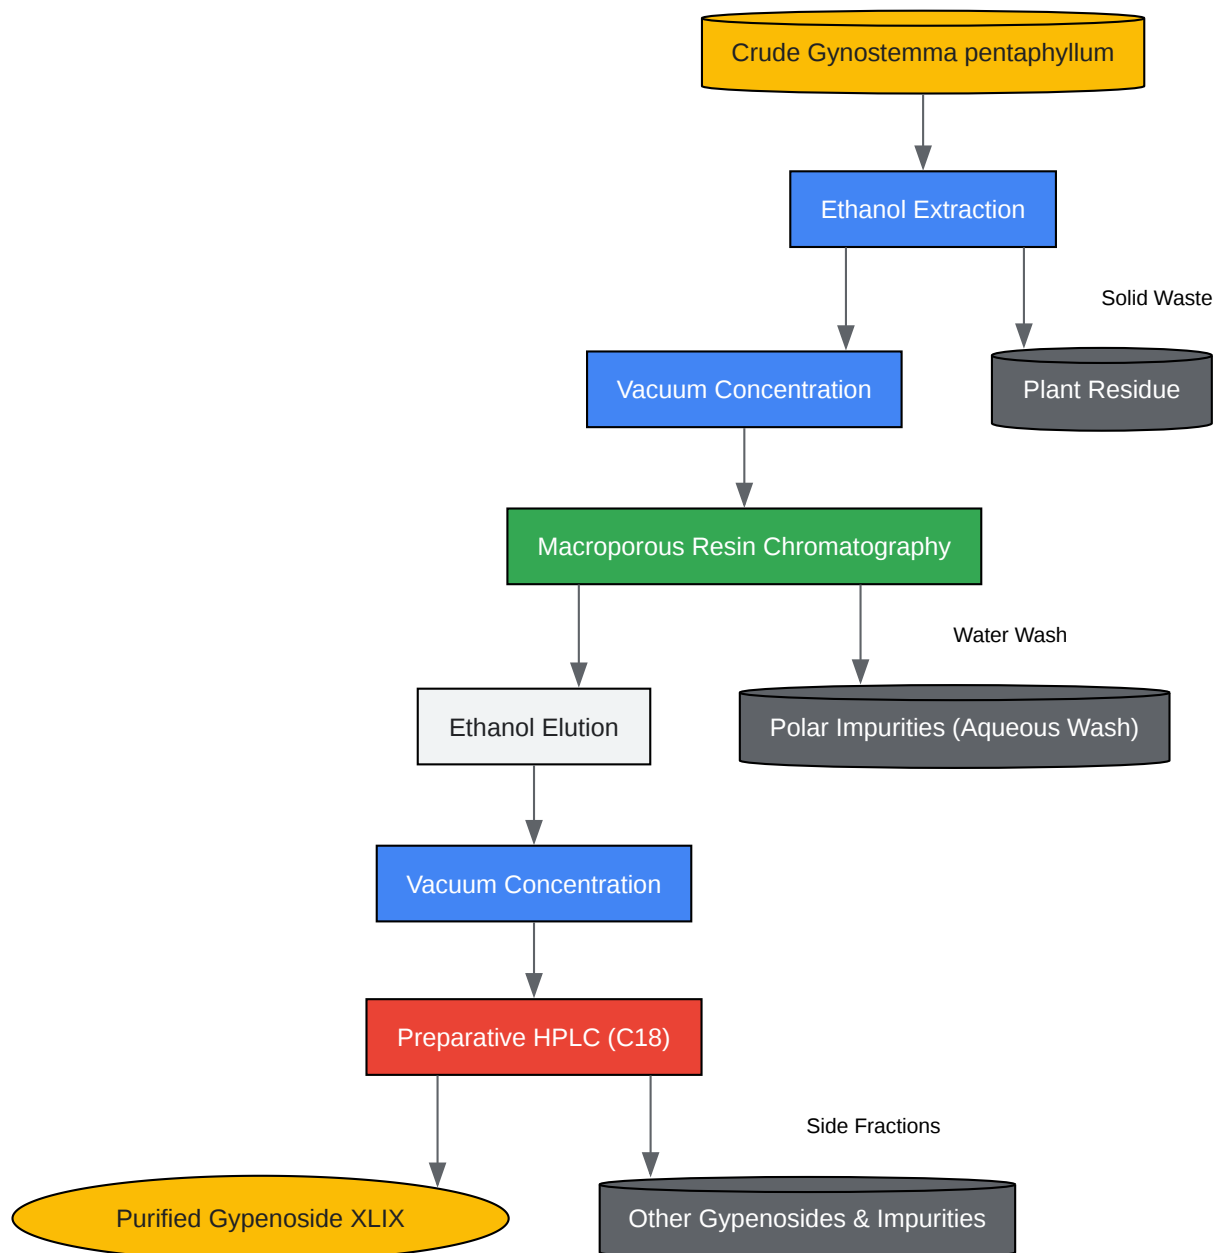 Crude Gynostemma pentaphyllum
Ethanol Extraction
Solid Waste
Vacuum Concentration
Plant Residue
Macroporous Resin Chromatography
Water Wash
Ethanol Elution
Polar Impurities (Aqueous Wash)
Vacuum Concentration
Preparative HPLC (C18)
Side Fractions
Purified Gypenoside XLIX
Other Gypenosides & Impurities